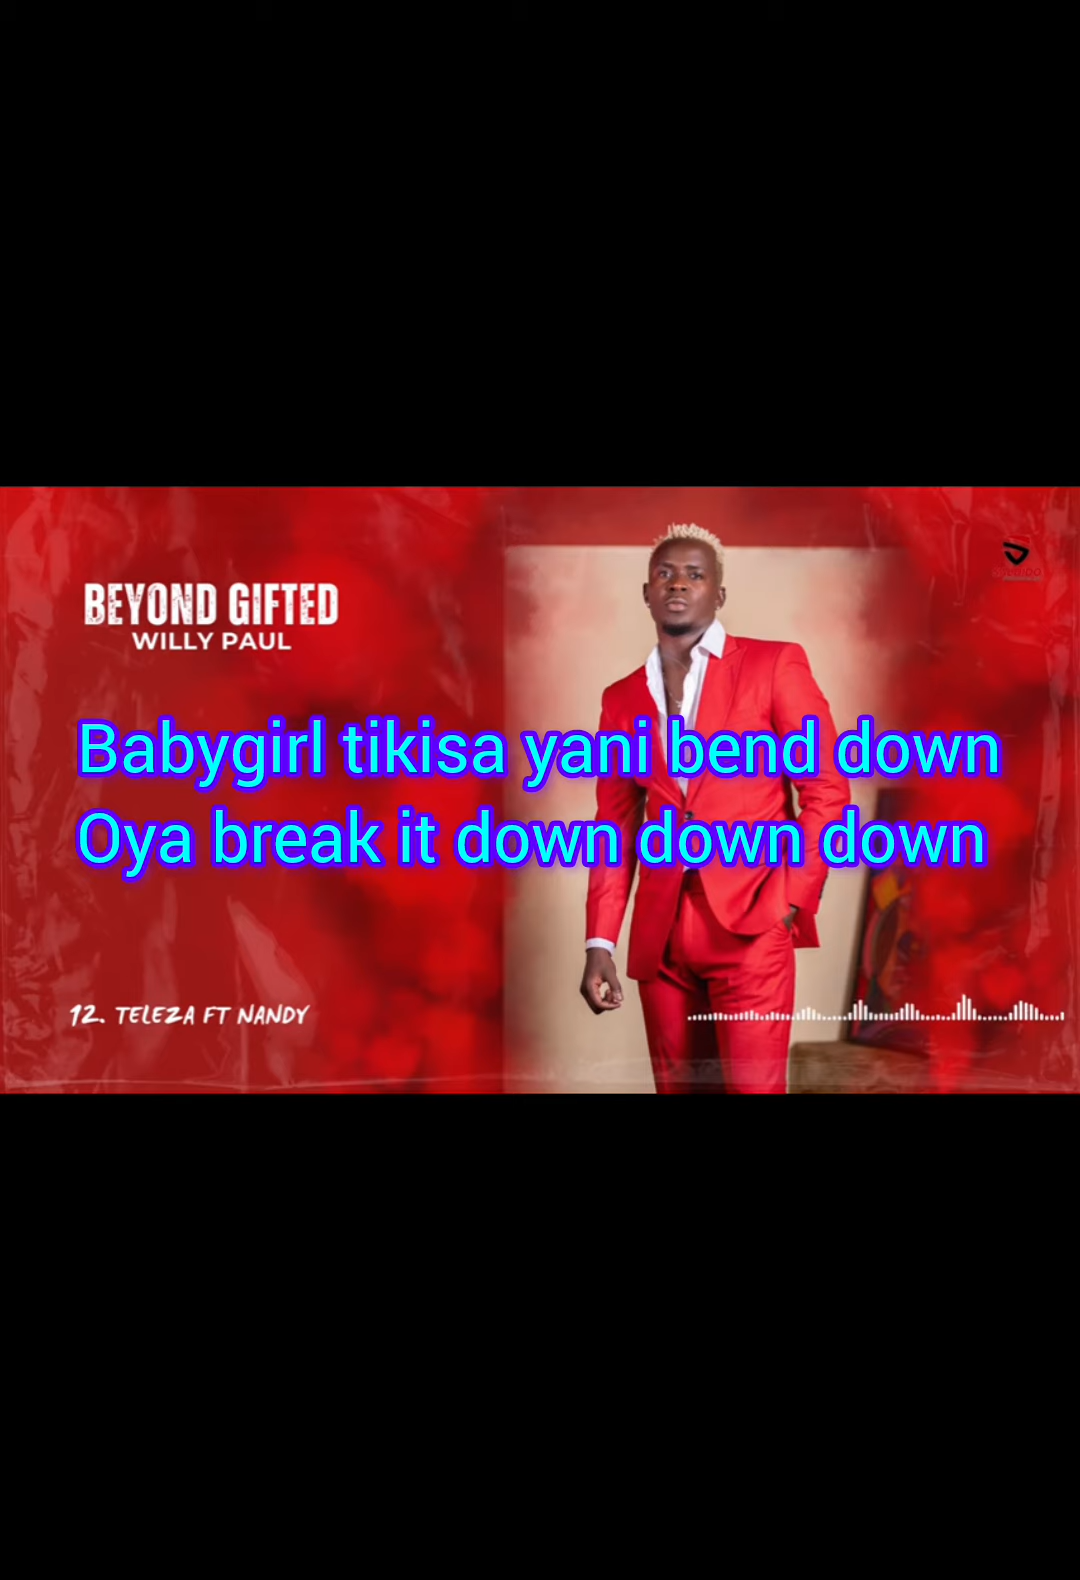 BEYOND GIFTED
WILLY PAUL
Babygirl tikisa yani bend down
Oya break it down down down
12. TELEZA FT NANDY